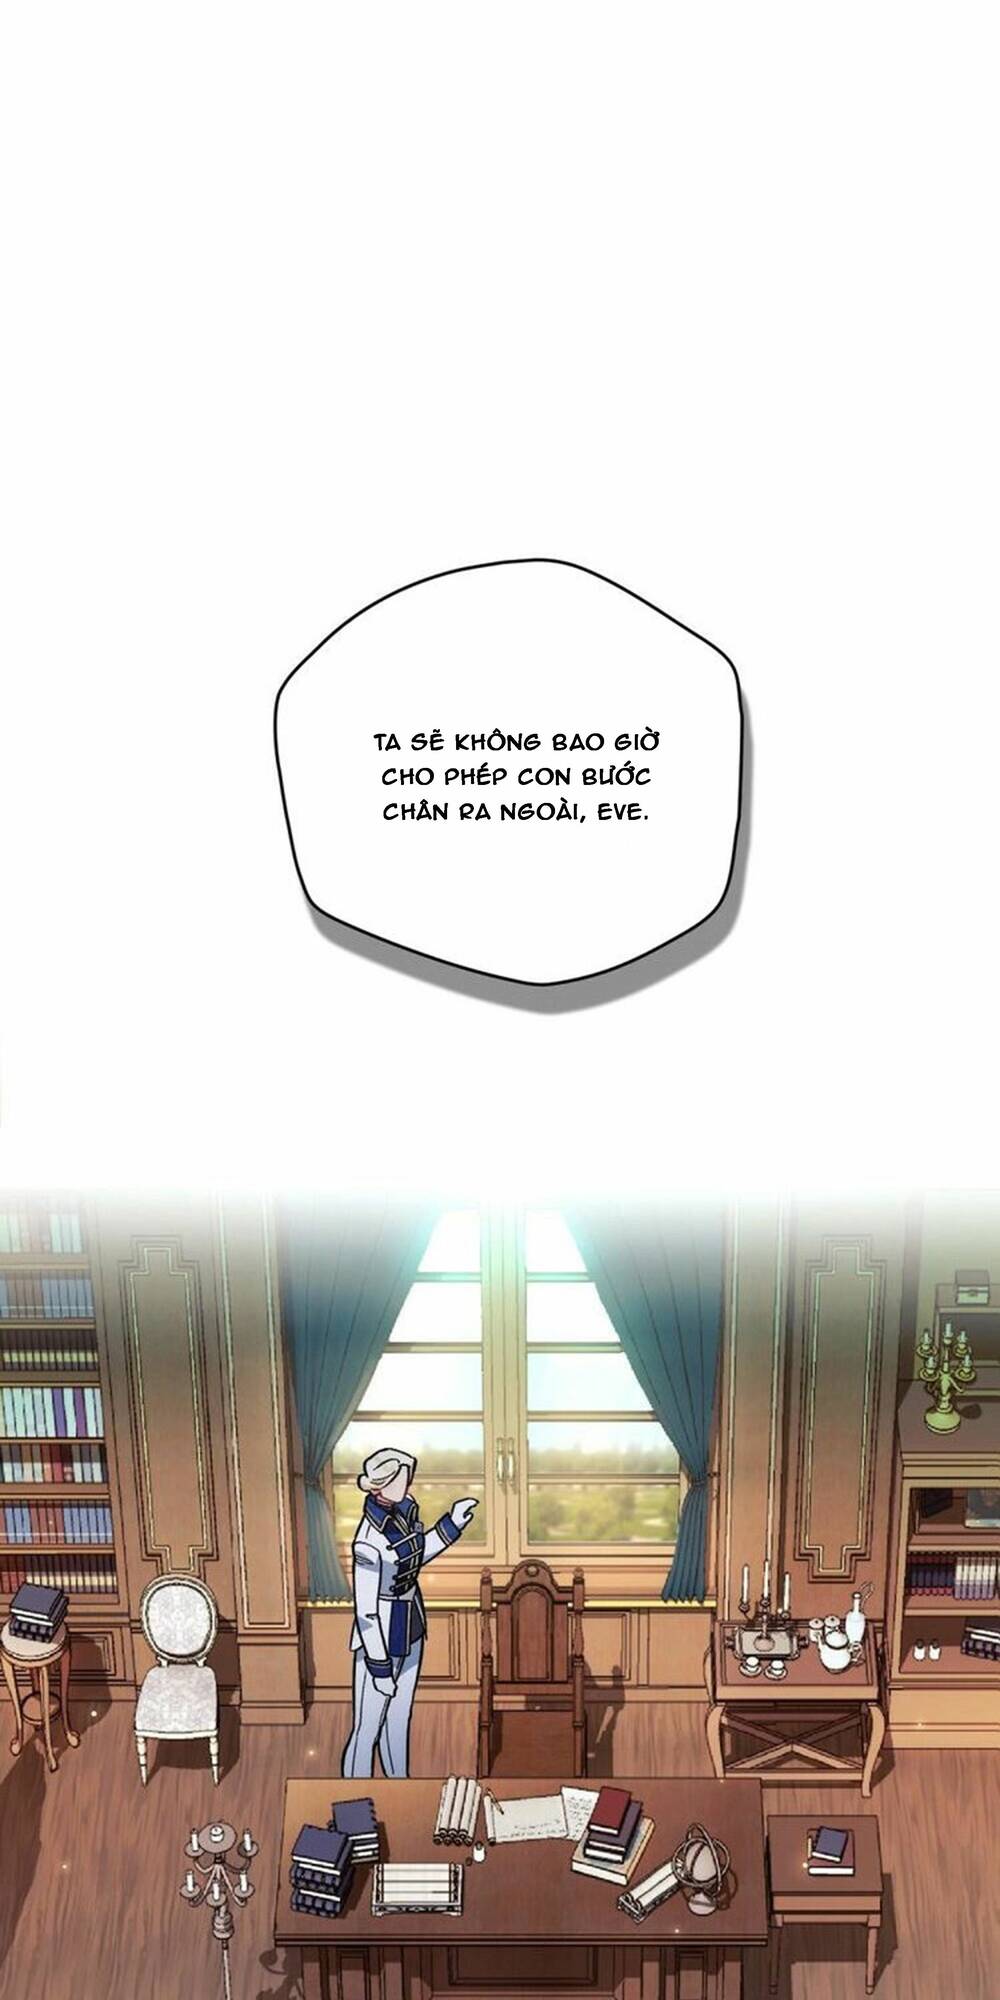 TA SẼ KHÔNG BAO GIỜ
CHO PHÉP CON BƯỚC
CHÂN RA NGOÀI, EVE.